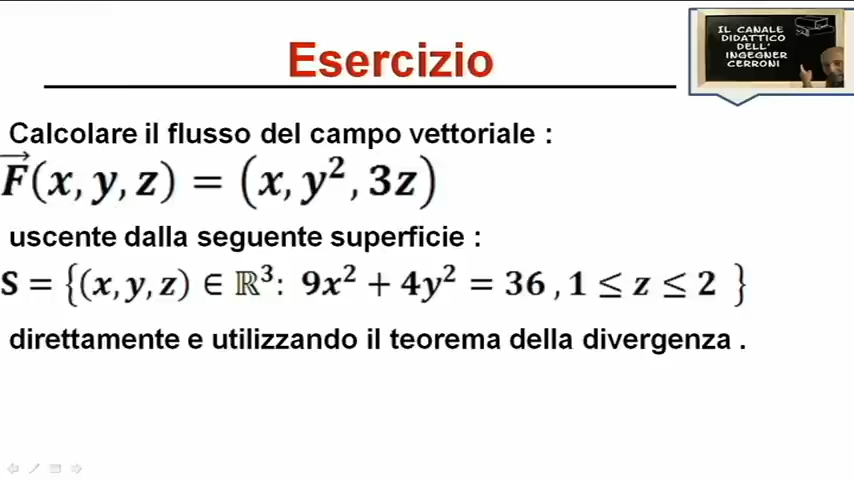 Esercizio
IL CANALE
DIDATTICO
DELL'
INGEGNER
CERRONI
Calcolare il flusso del campo vettoriale :
F⃗(x, y, z) = (x, y², 3z)
uscente dalla seguente superficie :
S = {(x, y, z) ∈ ℝ³: 9x² + 4y² = 36 , 1 ≤ z ≤ 2 }
direttamente e utilizzando il teorema della divergenza .